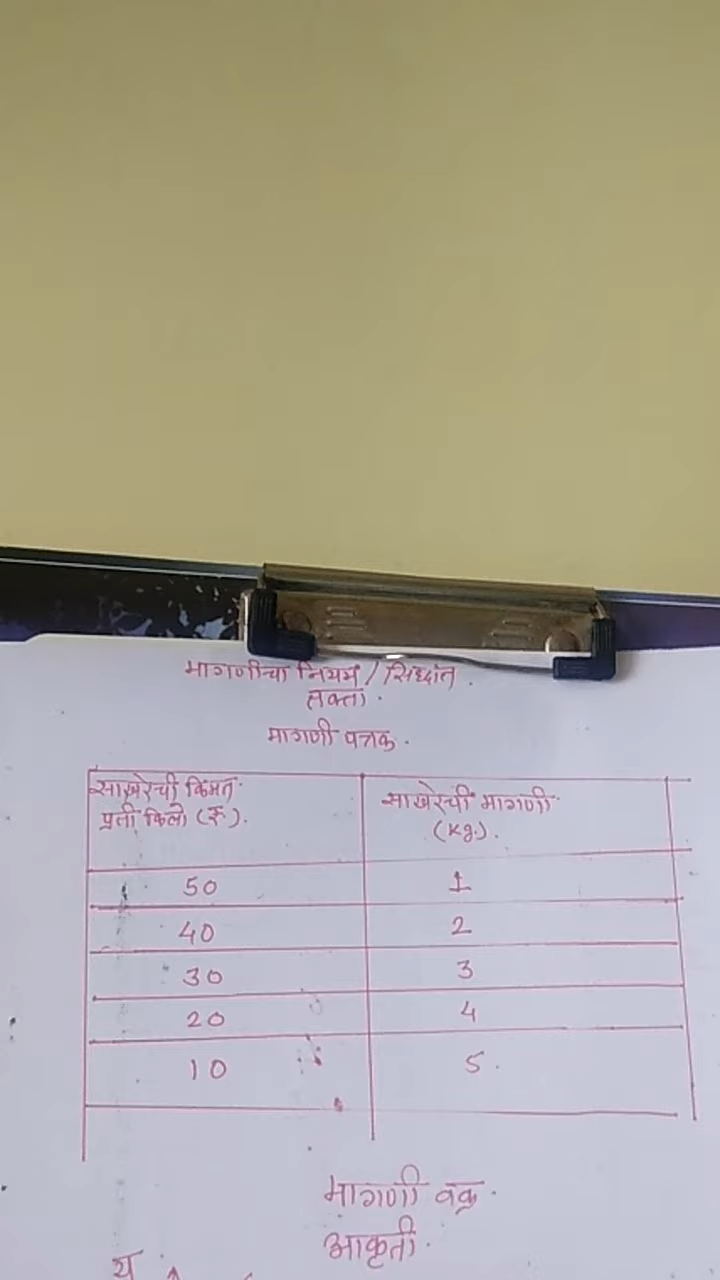 मागणीचा नियम / सिद्धांत.
तक्ता.
मागणी पत्रक.
साखरेची किंमत
प्रती किलो (रु).
साखरेची मागणी
(kg.).
50 1
40 2
30 3
20 4
10 5.
मागणी वक्र.
आकृती.
य